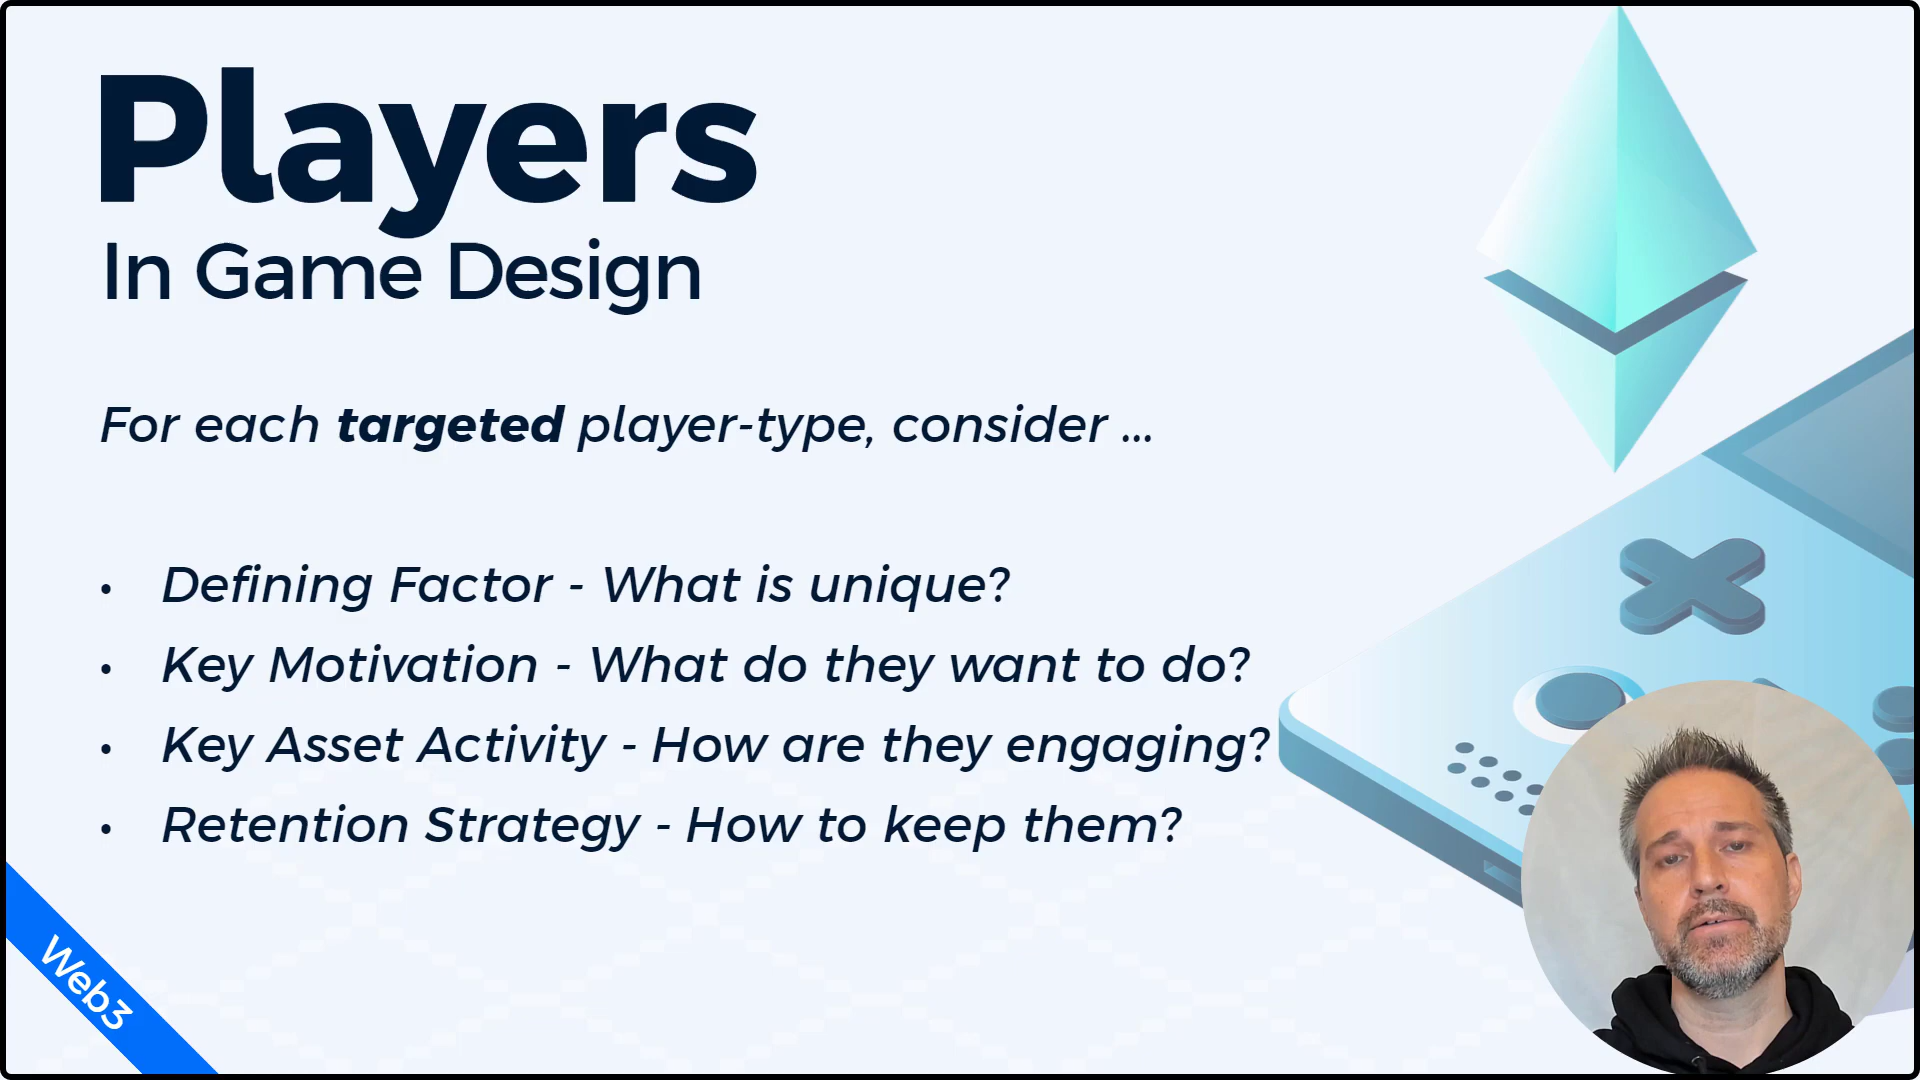 Players
In Game Design
For each targeted player-type, consider ...
• Defining Factor - What is unique?
• Key Motivation - What do they want to do?
• Key Asset Activity - How are they engaging?
• Retention Strategy - How to keep them?
Web3